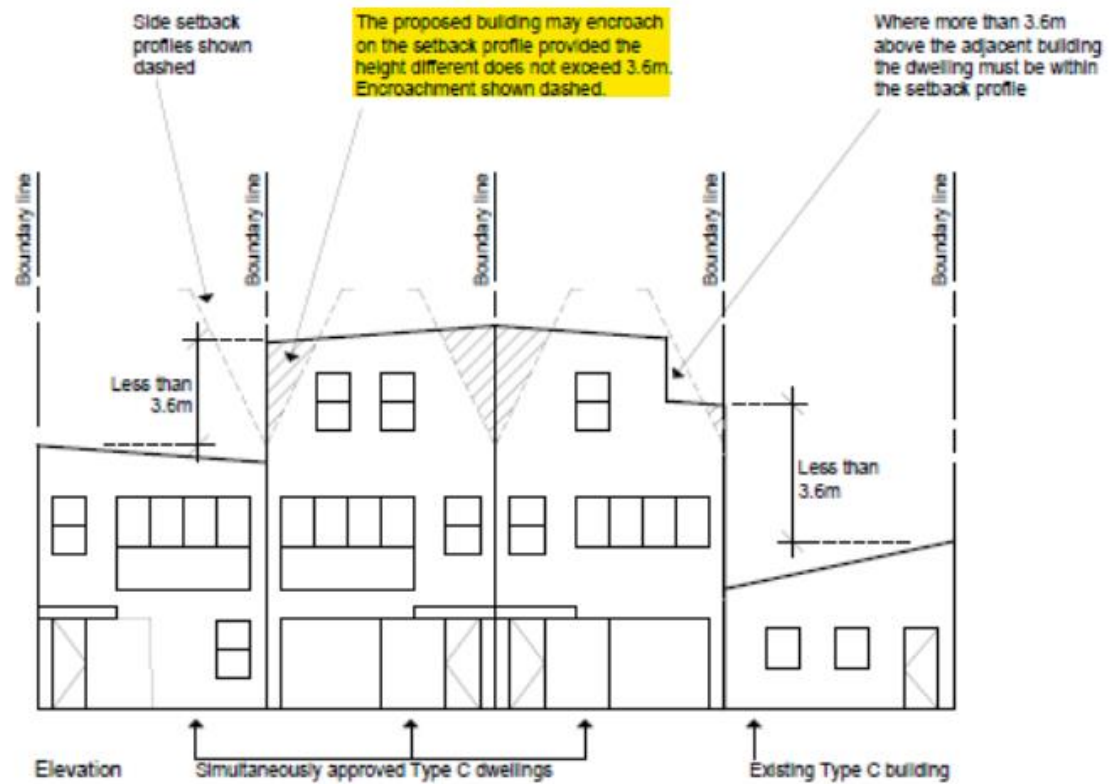 Side setback
profiles shown
dashed
The proposed building may encroach
on the setback profile provided the
height different does not exceed 3.6m.
Encroachment shown dashed.
Where more than 3.6m
above the adjacent building
the dwelling must be within
the setback profile
Boundary line
Boundary line
Boundary line
Boundary line
Boundary line
Less than
3.6m
Less than
3.6m
Elevation
Simultaneously approved Type C dwellings
Existing Type C building